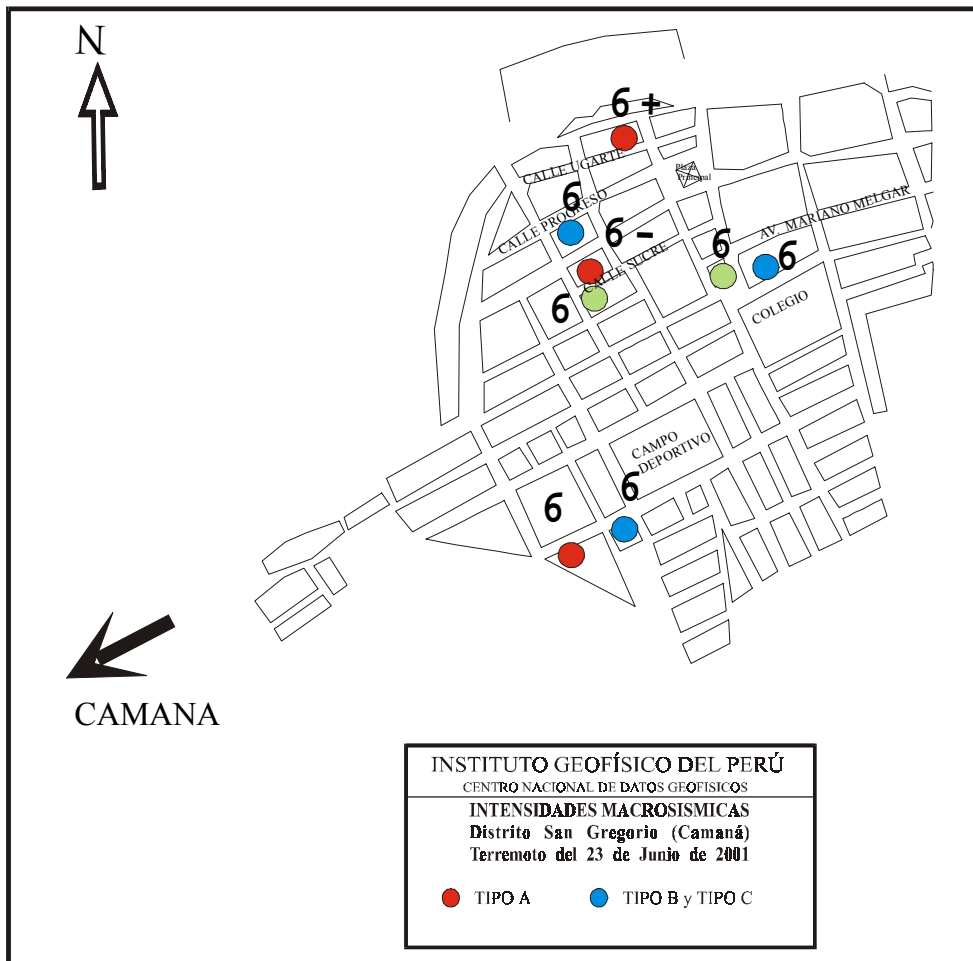 N
6 +
CALLE UGARTE
Plaza
Principal
6
CALLE PROGRESO
6 –
AV. MARIANO MELGAR
CALLE SUCRE
6
6
6
COLEGIO
CAMPO
DEPORTIVO
6
6
CAMANA
INSTITUTO GEOFÍSICO DEL PERÚ
CENTRO NACIONAL DE DATOS GEOFISICOS
INTENSIDADES MACROSISMICAS
Distrito San Gregorio (Camaná)
Terremoto del 23 de Junio de 2001
TIPO A
TIPO B y TIPO C